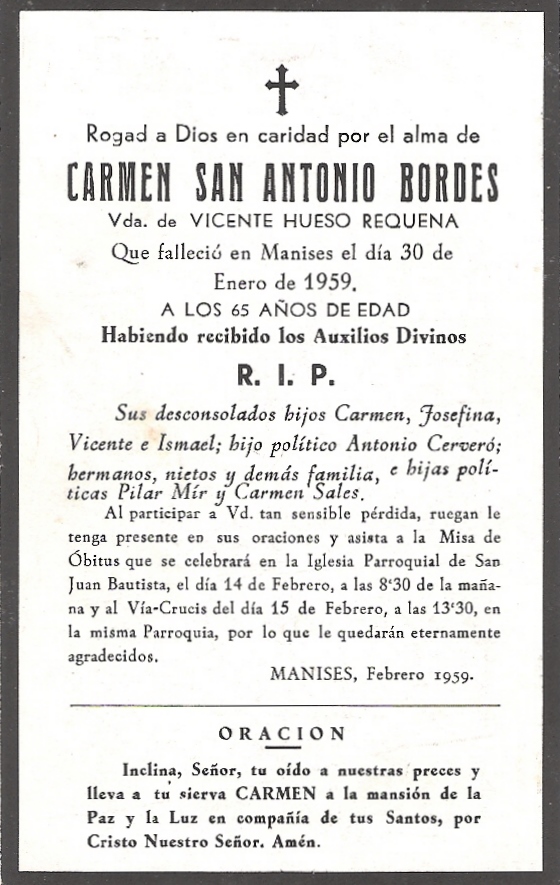 Rogad a Dios en caridad por el alma de
CARMEN SAN ANTONIO BORDES
Vda. de VICENTE HUESO REQUENA
Que falleció en Manises el día 30 de
Enero de 1959.
A LOS 65 AÑOS DE EDAD
Habiendo recibido los Auxilios Divinos
R. I. P.
Sus desconsolados hijos Carmen, Josefina,
Vicente e Ismael; hijo político Antonio Cerveró;
hermanos, nietos y demás familia, e hijas polí-
ticas Pilar Mír y Carmen Sales.
Al participar a Vd. tan sensible pérdida, ruegan le
tenga presente en sus oraciones y asista a la Misa de
Óbitus que se celebrará en la Iglesia Parroquial de San
Juan Bautista, el día 14 de Febrero, a las 8'30 de la maña-
na y al Vía-Crucis del día 15 de Febrero, a las 13'30, en
la misma Parroquia, por lo que le quedarán eternamente
agradecidos.
MANISES, Febrero 1959.
ORACION
Inclina, Señor, tu oído a nuestras preces y
lleva a tu sierva CARMEN a la mansión de la
Paz y la Luz en compañía de tus Santos, por
Cristo Nuestro Señor. Amén.